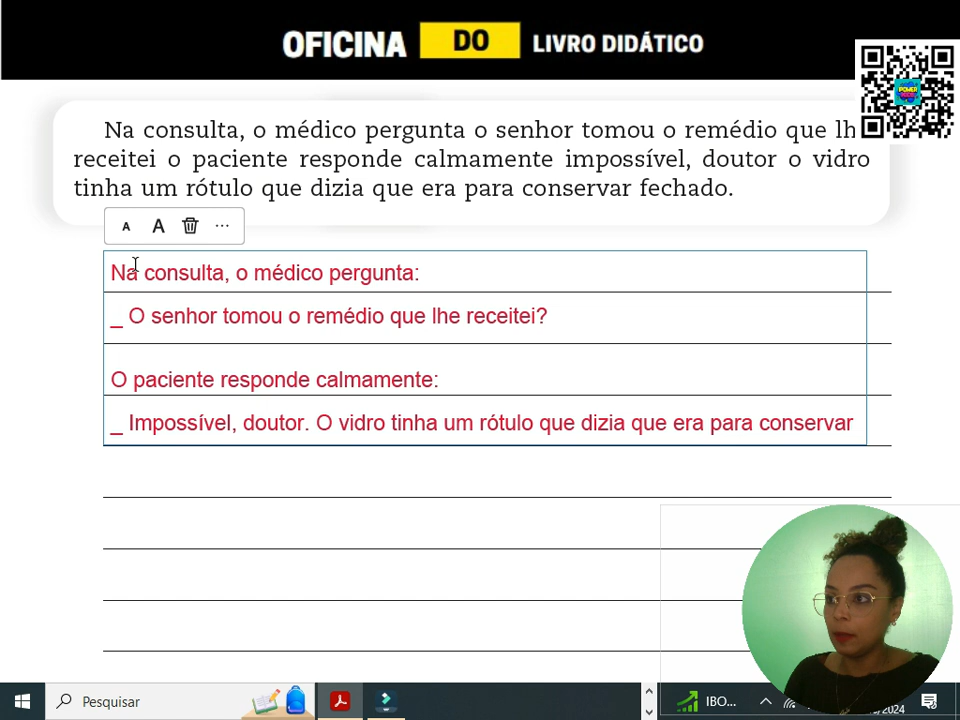 OFICINA DO LIVRO DIDÁTICO
POWER
Na consulta, o médico pergunta o senhor tomou o remédio que lh
receitei o paciente responde calmamente impossível, doutor o vidro
tinha um rótulo que dizia que era para conservar fechado.
A A ...
Na consulta, o médico pergunta:
_ O senhor tomou o remédio que lhe receitei?
O paciente responde calmamente:
_ Impossível, doutor. O vidro tinha um rótulo que dizia que era para conservar
Pesquisar
IBO...
/2024